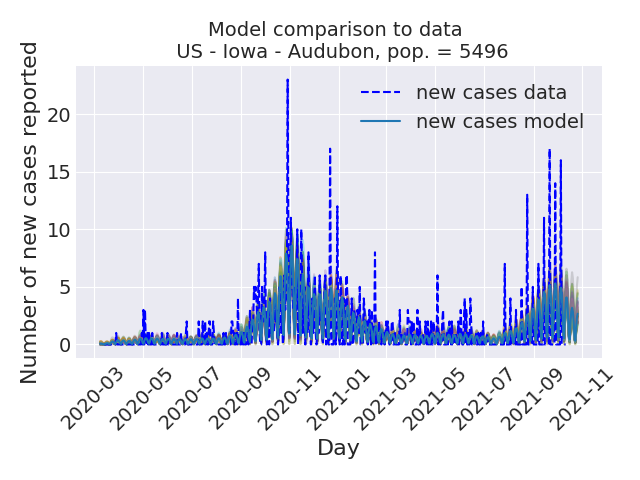 Model comparison to data
US - Iowa - Audubon, pop. = 5496
Number of new cases reported
20
15
10
5
0
new cases data
new cases model
2020-03
2020-05
2020-07
2020-09
2020-11
2021-01
2021-03
2021-05
2021-07
2021-09
2021-11
Day